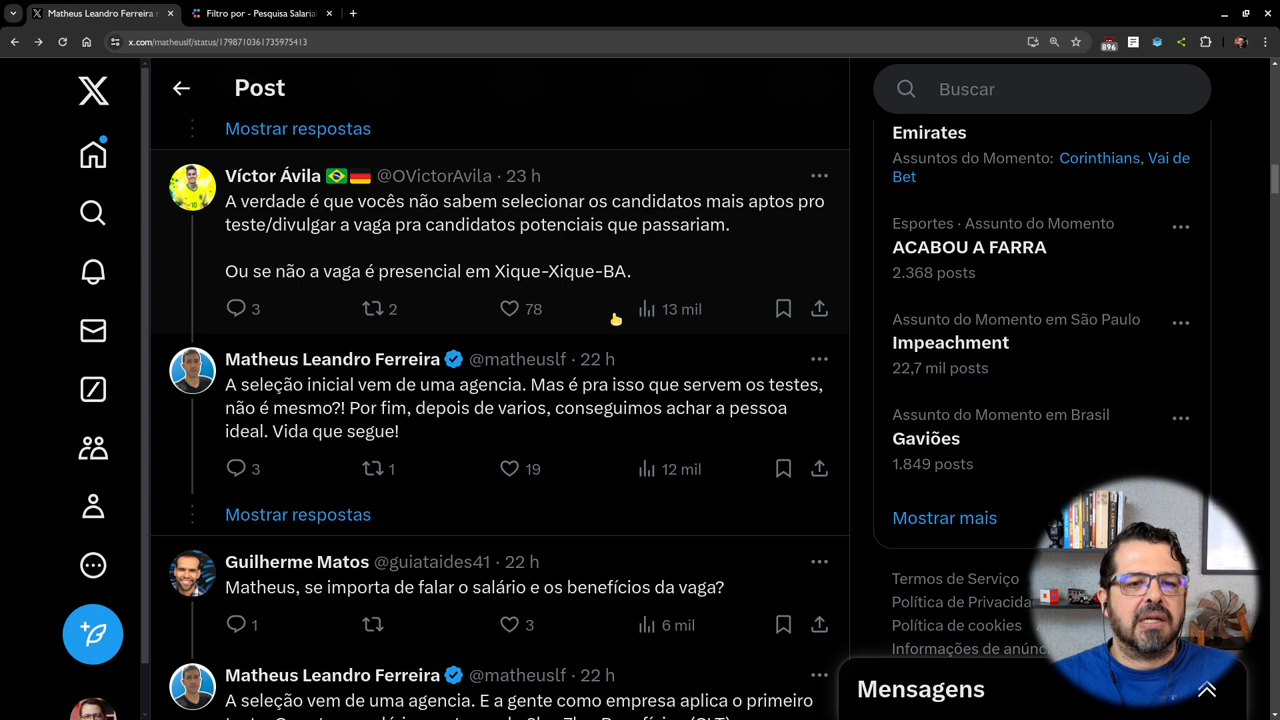 Matheus Leandro Ferreira n
Filtro por - Pesquisa Salarial
x.com/matheuslf/status/1798710361735975413
896
Post
Buscar
Mostrar respostas
Víctor Ávila 🇧🇷🇩🇪 @OVictorAvila · 23 h
A verdade é que vocês não sabem selecionar os candidatos mais aptos pro
teste/divulgar a vaga pra candidatos potenciais que passariam.
Ou se não a vaga é presencial em Xique-Xique-BA.
3 2 78 13 mil
Matheus Leandro Ferreira @matheuslf · 22 h
A seleção inicial vem de uma agencia. Mas é pra isso que servem os testes,
não é mesmo?! Por fim, depois de varios, conseguimos achar a pessoa
ideal. Vida que segue!
3 1 19 12 mil
Mostrar respostas
Guilherme Matos @guiataides41 · 22 h
Matheus, se importa de falar o salário e os benefícios da vaga?
1 3 6 mil
Matheus Leandro Ferreira @matheuslf · 22 h
A seleção vem de uma agencia. E a gente como empresa aplica o primeiro
Emirates
Assuntos do Momento: Corinthians, Vai de
Bet
Esportes · Assunto do Momento
ACABOU A FARRA
2.368 posts
Assunto do Momento em São Paulo
Impeachment
22,7 mil posts
Assunto do Momento em Brasil
Gaviões
1.849 posts
Mostrar mais
Termos de Serviço
Política de Privacida
Política de cookies
Informações de anúnc
Mensagens